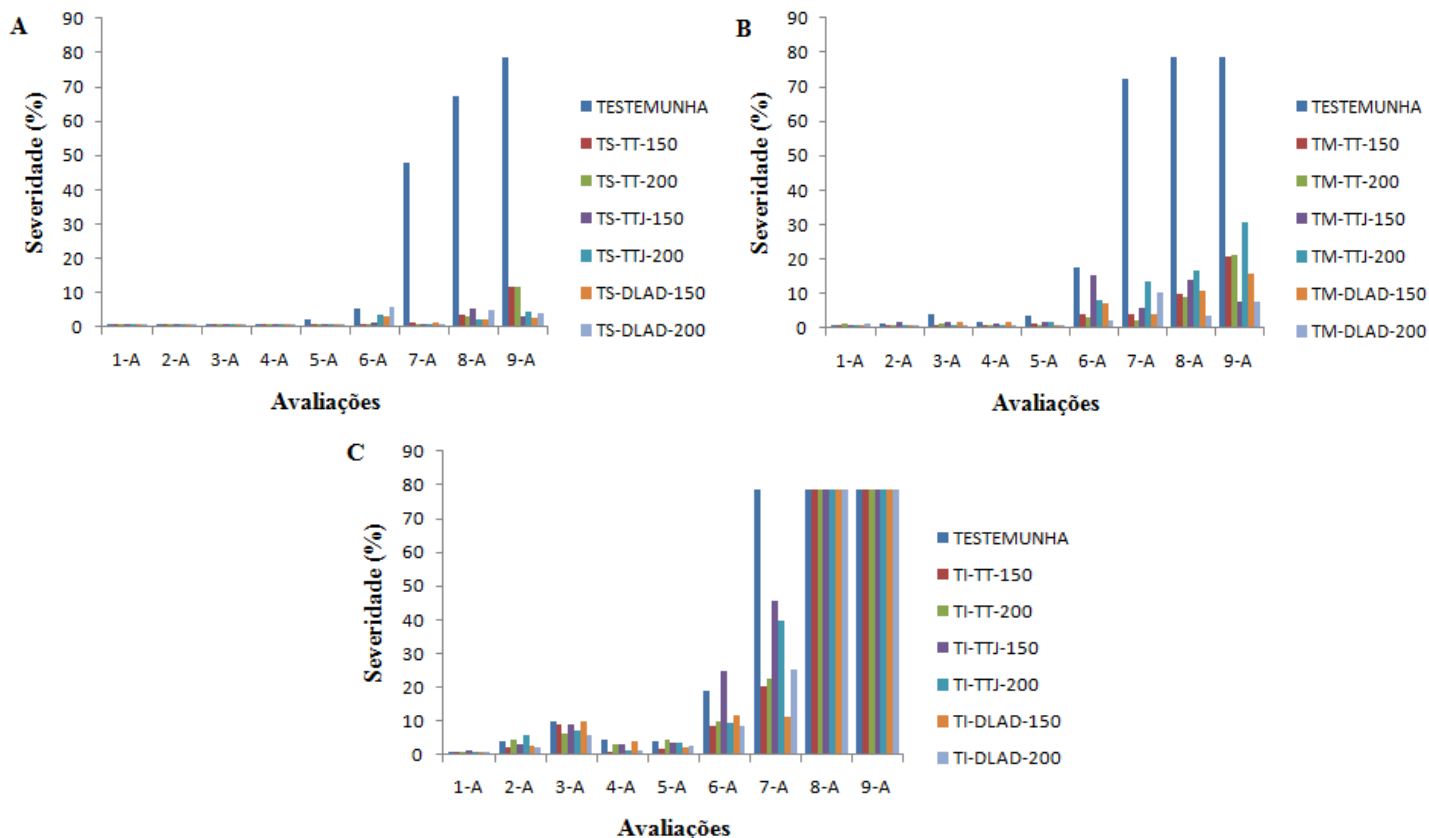 A
Severidade (%)
90
80
70
60
50
40
30
20
10
0
1-A 2-A 3-A 4-A 5-A 6-A 7-A 8-A 9-A
Avaliações
TESTEMUNHA
TS-TT-150
TS-TT-200
TS-TTJ-150
TS-TTJ-200
TS-DLAD-150
TS-DLAD-200
B
Severidade (%)
90
80
70
60
50
40
30
20
10
0
1-A 2-A 3-A 4-A 5-A 6-A 7-A 8-A 9-A
Avaliações
TESTEMUNHA
TM-TT-150
TM-TT-200
TM-TTJ-150
TM-TTJ-200
TM-DLAD-150
TM-DLAD-200
C
Severidade (%)
90
80
70
60
50
40
30
20
10
0
1-A 2-A 3-A 4-A 5-A 6-A 7-A 8-A 9-A
Avaliações
TESTEMUNHA
TI-TT-150
TI-TT-200
TI-TTJ-150
TI-TTJ-200
TI-DLAD-150
TI-DLAD-200